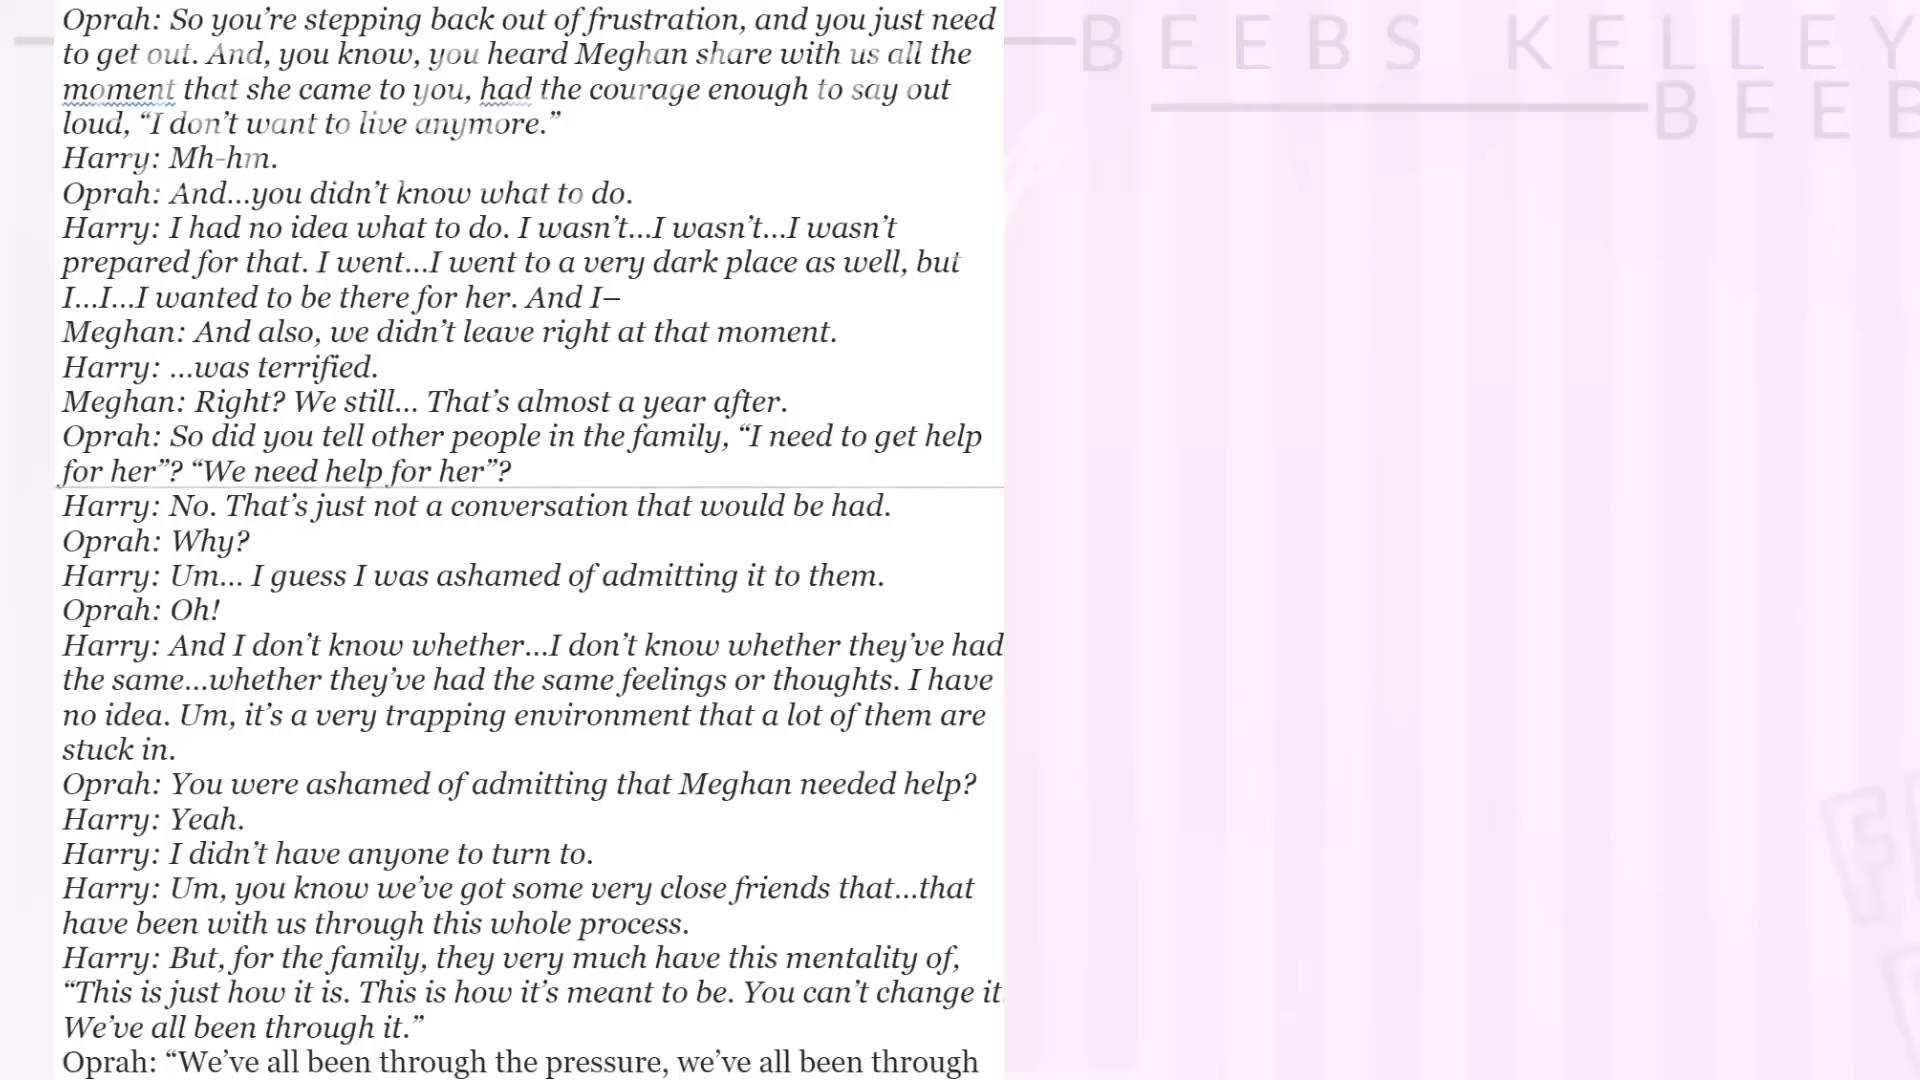 Oprah: So you’re stepping back out of frustration, and you just need
to get out. And, you know, you heard Meghan share with us all the
moment that she came to you, had the courage enough to say out
loud, “I don’t want to live anymore.”
Harry: Mh-hm.
Oprah: And...you didn’t know what to do.
Harry: I had no idea what to do. I wasn’t...I wasn’t...I wasn’t
prepared for that. I went...I went to a very dark place as well, but
I...I...I wanted to be there for her. And I–
Meghan: And also, we didn’t leave right at that moment.
Harry: ...was terrified.
Meghan: Right? We still... That’s almost a year after.
Oprah: So did you tell other people in the family, “I need to get help
for her”? “We need help for her”?
Harry: No. That’s just not a conversation that would be had.
Oprah: Why?
Harry: Um... I guess I was ashamed of admitting it to them.
Oprah: Oh!
Harry: And I don’t know whether...I don’t know whether they’ve had
the same...whether they’ve had the same feelings or thoughts. I have
no idea. Um, it’s a very trapping environment that a lot of them are
stuck in.
Oprah: You were ashamed of admitting that Meghan needed help?
Harry: Yeah.
Harry: I didn’t have anyone to turn to.
Harry: Um, you know we’ve got some very close friends that...that
have been with us through this whole process.
Harry: But, for the family, they very much have this mentality of,
“This is just how it is. This is how it’s meant to be. You can’t change it.
We’ve all been through it.”
Oprah: “We’ve all been through the pressure, we’ve all been through
BEEBS KELLEY
BEEB